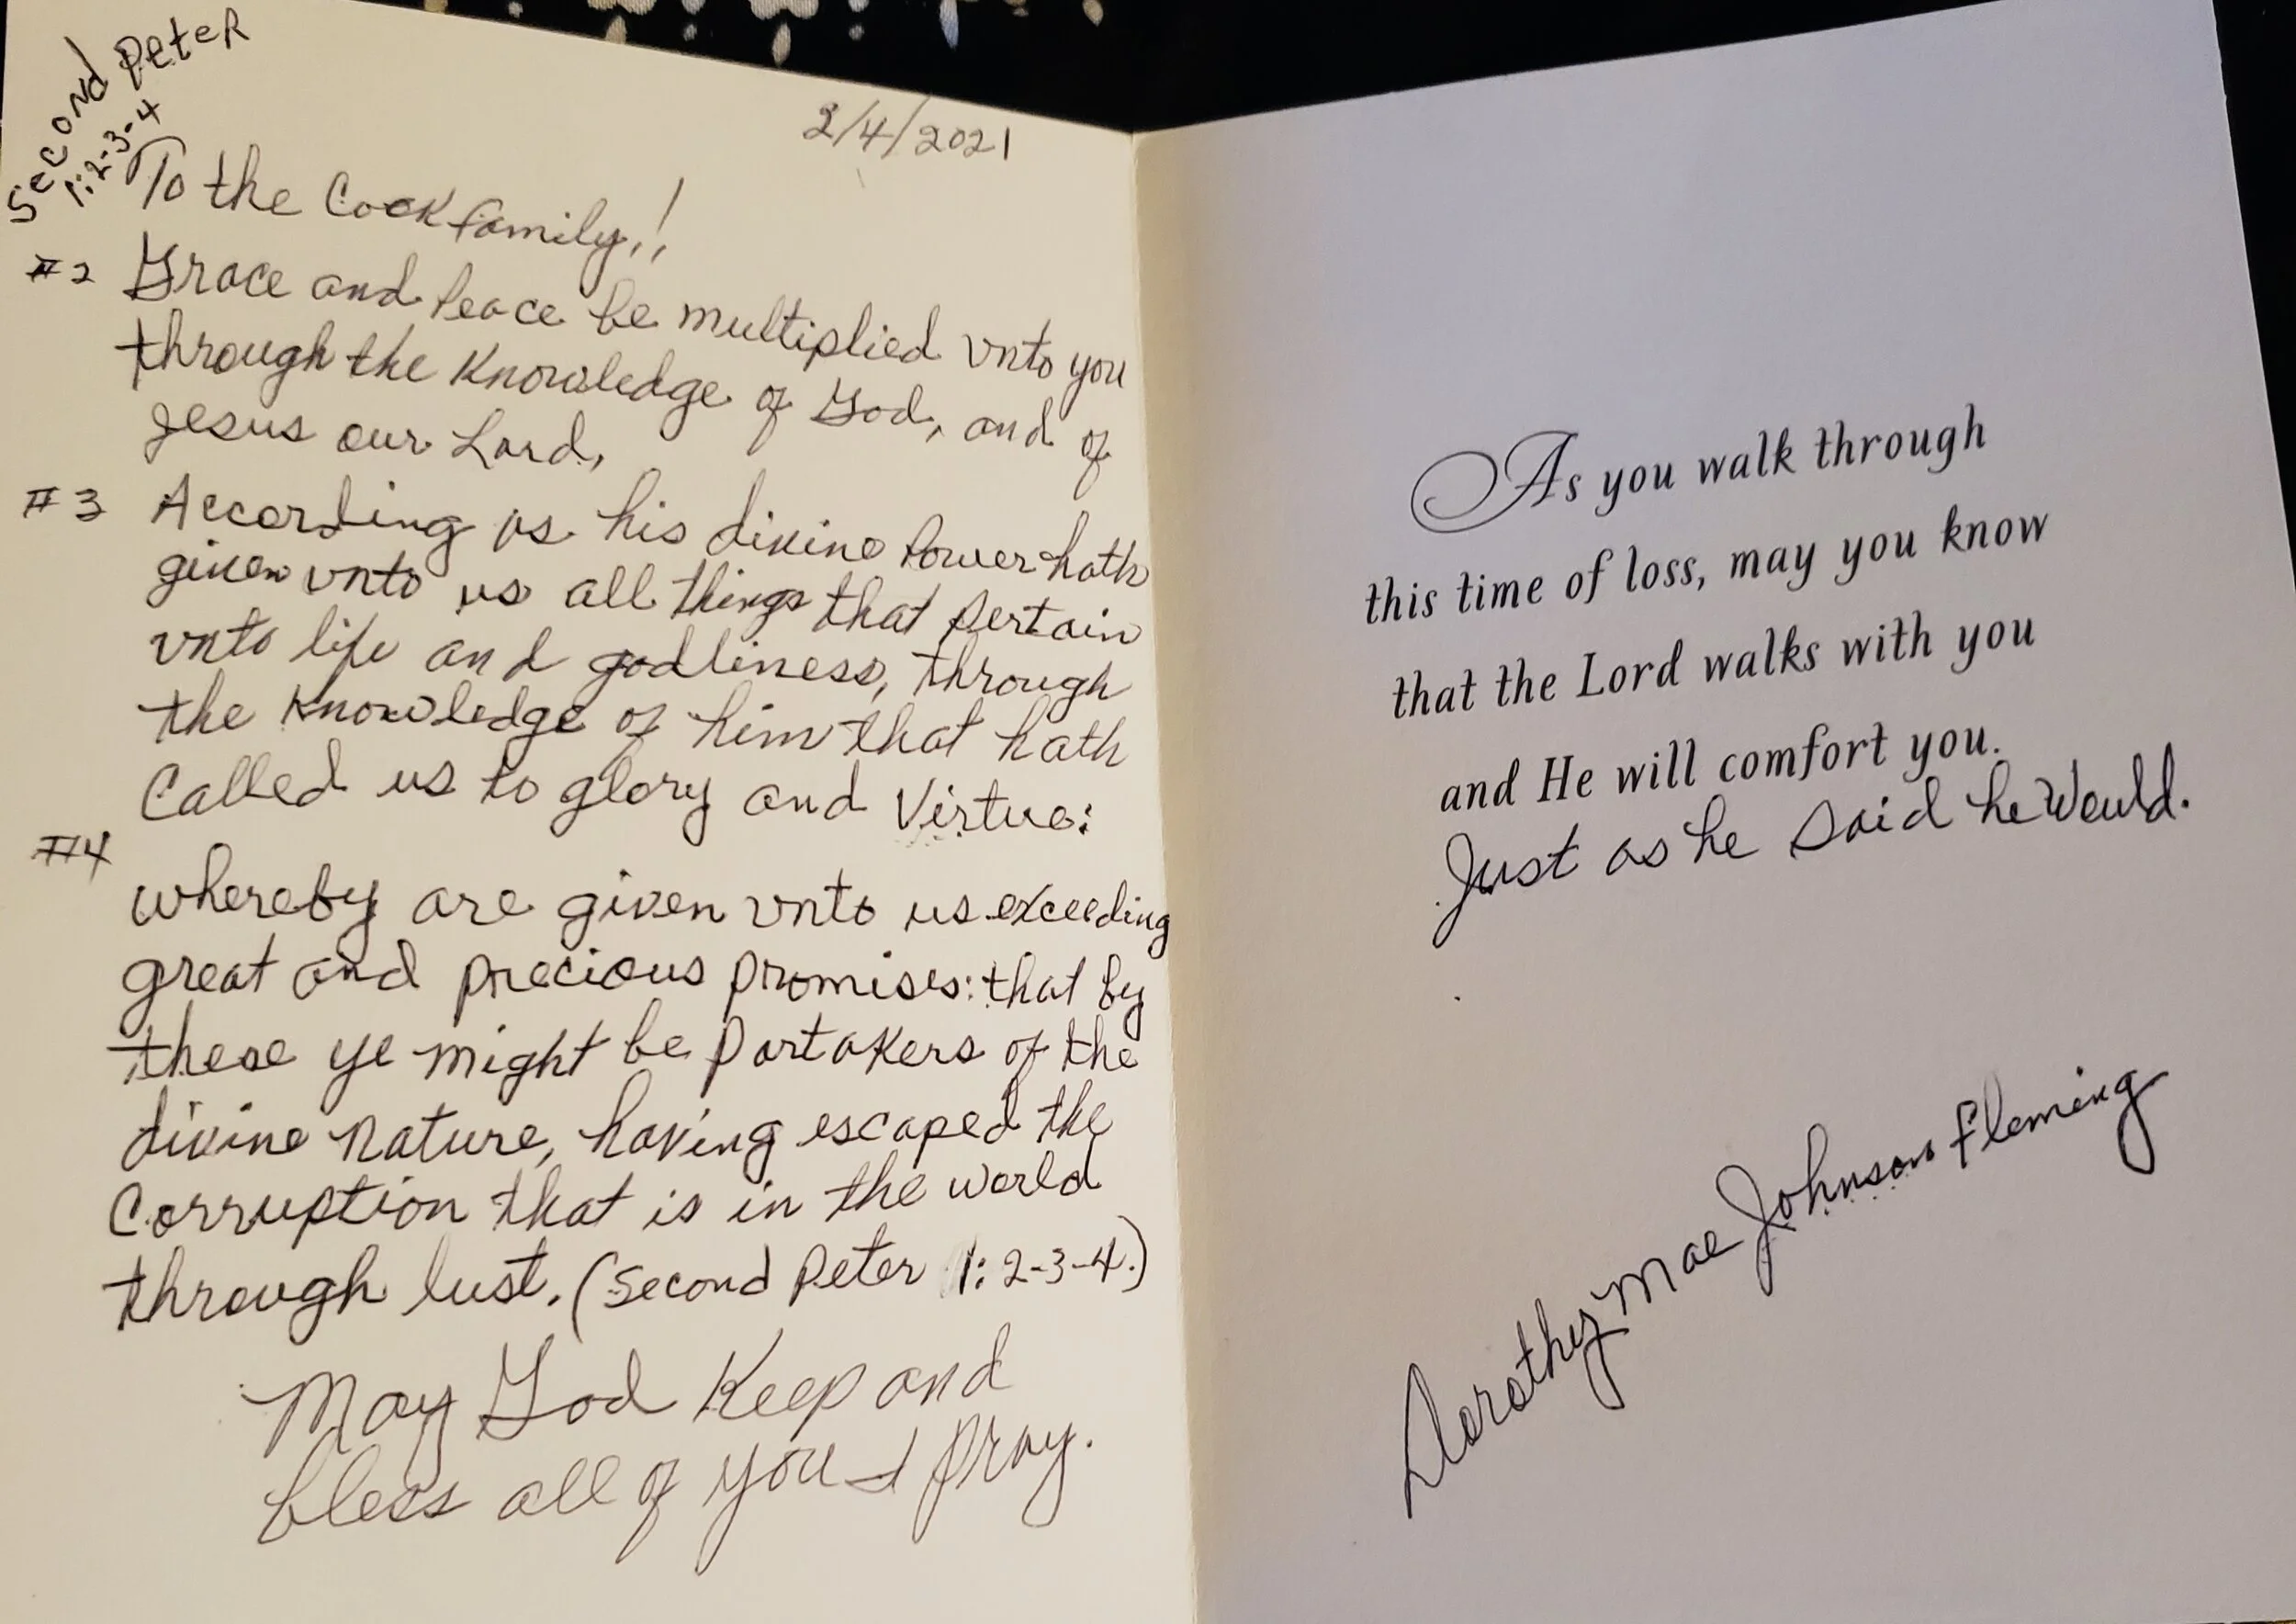 Second Peter
1:2-3-4
2/4/2021
To the Cook family,!
#2 Grace and Peace be multiplied vnto you
through the Knowledge of God, and of
Jesus our Lord,
#3 According as his divine Power hath
given vnto us all things that pertain
vnto life and godliness, through
the Knowledge of him that hath
Called us to glory and Virtue:
#4
whereby are given vnto us exceeding
great and precious promises: that by
these ye might be partakers of the
divine nature, having escaped the
Corruption that is in the world
through lust. (Second Peter 1: 2-3-4.)
May God Keep and
bless all of you I pray.
As you walk through
this time of loss, may you know
that the Lord walks with you
and He will comfort you.
Just as he Said he Would.
Dorothy Mae Johnson Fleming